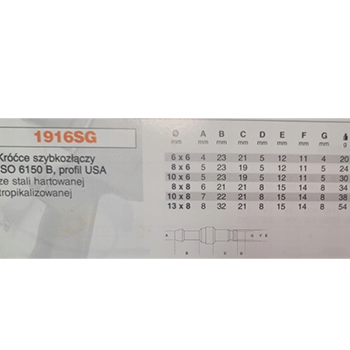 1916SG
Króćce szybkozłączy
ISO 6150 B, profil USA
ze stali hartowanej
tropikalizowanej
Ø A B C D E F G
mm mm mm mm mm mm mm mm g
6 x 6 4 23 21 5 12 11 4 20
8 x 6 5 23 19 5 12 11 5 24
10 x 6 5 23 19 5 12 11 5 30
8 x 8 6 21 21 8 15 14 8 34
10 x 8 7 22 21 8 15 14 8 38
13 x 8 8 32 21 8 15 14 8 54
A B C D E F G